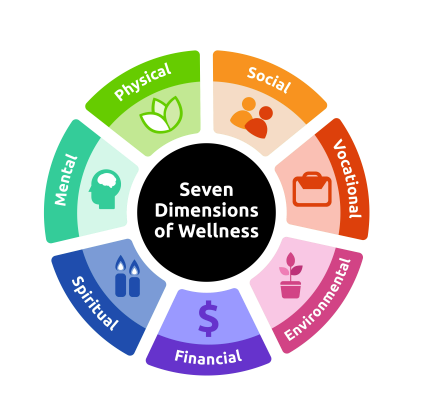 Physical
Social
Vocational
Environmental
Financial
$
Spiritual
Mental
Seven
Dimensions
of Wellness